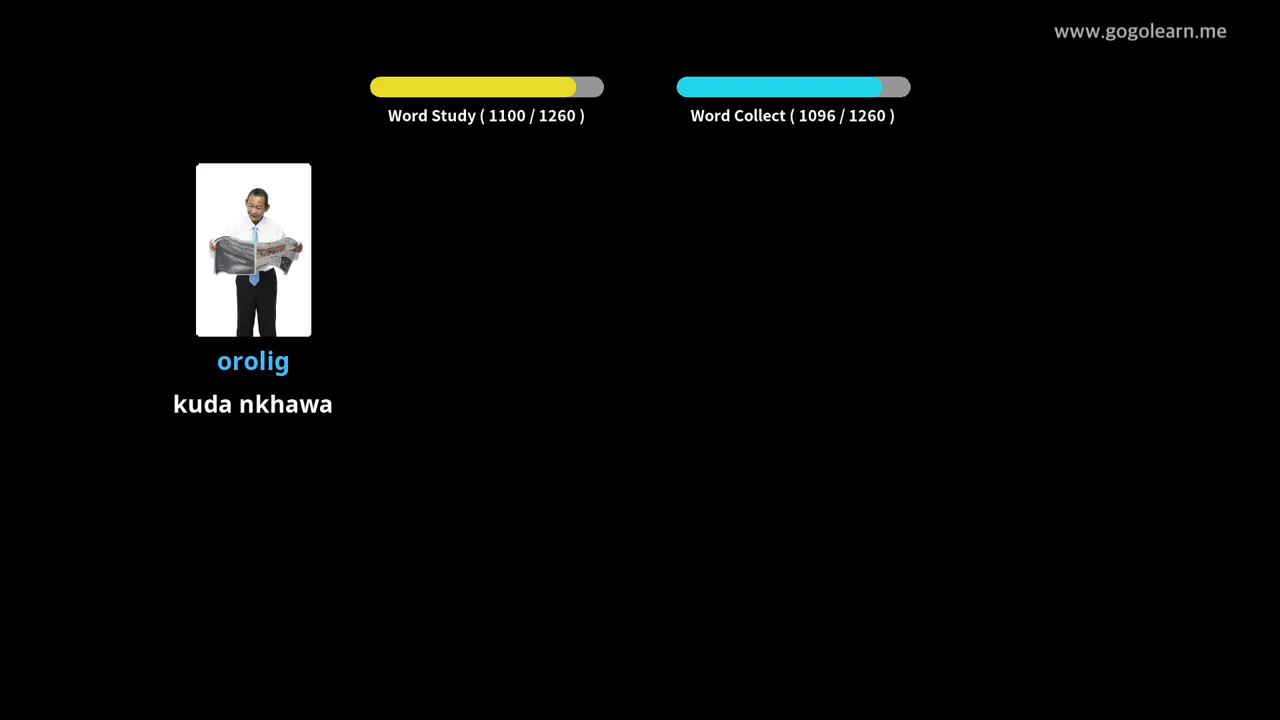 www.gogolearn.me
Word Study ( 1100 / 1260 )
Word Collect ( 1096 / 1260 )
orolig
kuda nkhawa